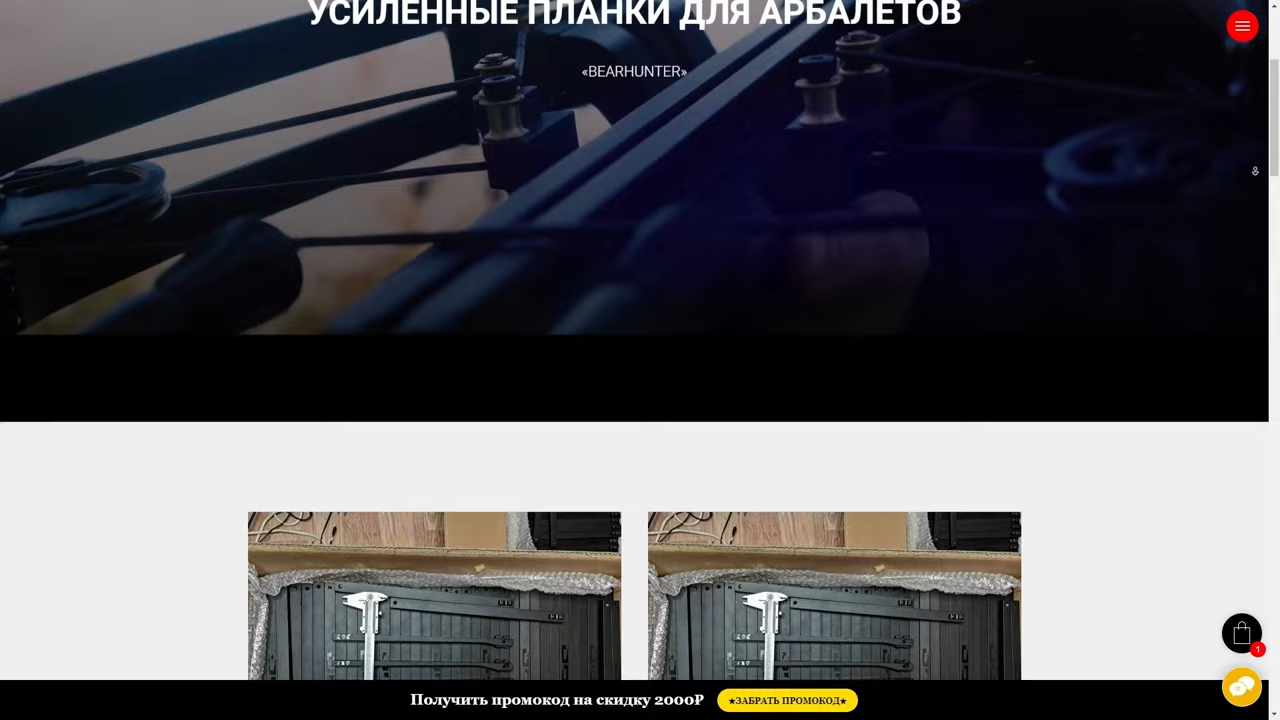 УСИЛЕННЫЕ ПЛАНКИ ДЛЯ АРБАЛЕТОВ
«BEARHUNTER»
1
Получить промокод на скидку 2000₽
★ЗАБРАТЬ ПРОМОКОД★